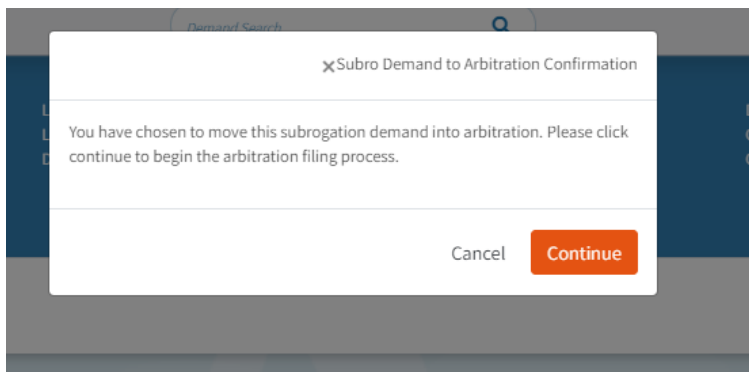 Demand Search
×Subro Demand to Arbitration Confirmation
You have chosen to move this subrogation demand into arbitration. Please click
continue to begin the arbitration filing process.
Cancel Continue